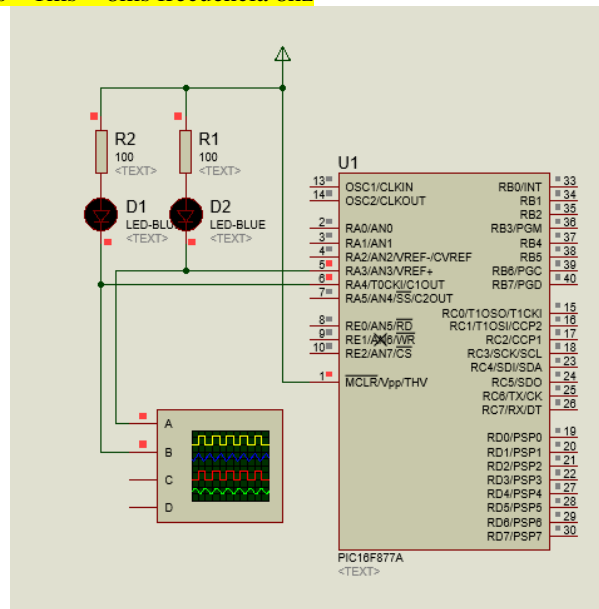 frecuencia
R2
100
<TEXT>
R1
100
<TEXT>
D1
LED-BLUE
<TEXT>
D2
LED-BLUE
<TEXT>
U1
13 OSC1/CLKIN
14 OSC2/CLKOUT
2 RA0/AN0
3 RA1/AN1
4 RA2/AN2/VREF-/CVREF
5 RA3/AN3/VREF+
6 RA4/T0CKI/C1OUT
7 RA5/AN4/SS/C2OUT
8 RE0/AN5/RD
9 RE1/AN6/WR
10 RE2/AN7/CS
1 MCLR/Vpp/THV
RB0/INT 33
RB1 34
RB2 35
RB3/PGM 36
RB4 37
RB5 38
RB6/PGC 39
RB7/PGD 40
RC0/T1OSO/T1CKI 15
RC1/T1OSI/CCP2 16
RC2/CCP1 17
RC3/SCK/SCL 18
RC4/SDI/SDA 23
RC5/SDO 24
RC6/TX/CK 25
RC7/RX/DT 26
RD0/PSP0 19
RD1/PSP1 20
RD2/PSP2 21
RD3/PSP3 22
RD4/PSP4 27
RD5/PSP5 28
RD6/PSP6 29
RD7/PSP7 30
PIC16F877A
<TEXT>
A
B
C
D